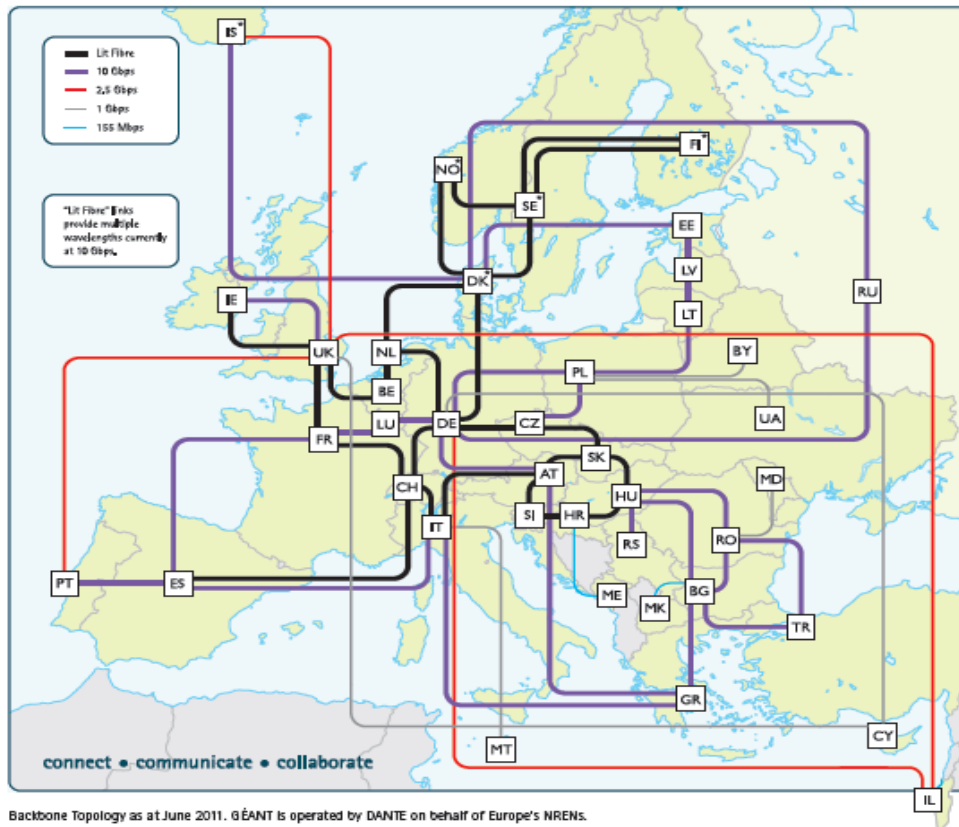 IS*
Lit Fibre
10 Gbps
2.5 Gbps
1 Gbps
155 Mbps
"Lit Fibre" links
provide multiple
wavelengths currently
at 10 Gbps.
NO*
FI*
SE*
EE
DK*
LV
RU
IE
LT
UK
NL
BY
PL
BE
UA
LU
DE
CZ
FR
SK
AT
MD
CH
HU
SI
HR
IT
RS
RO
PT
ES
ME
MK
BG
TR
GR
CY
MT
connect • communicate • collaborate
IL
Backbone Topology as at June 2011. GÉANT is operated by DANTE on behalf of Europe's NRENs.